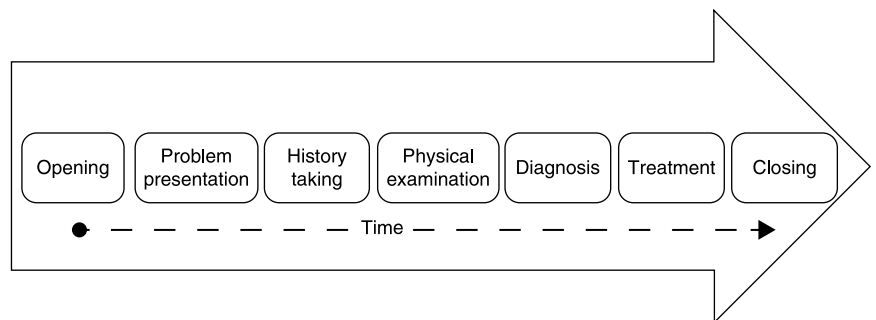 Opening
Problem
presentation
History
taking
Physical
examination
Diagnosis
Treatment
Closing
Time